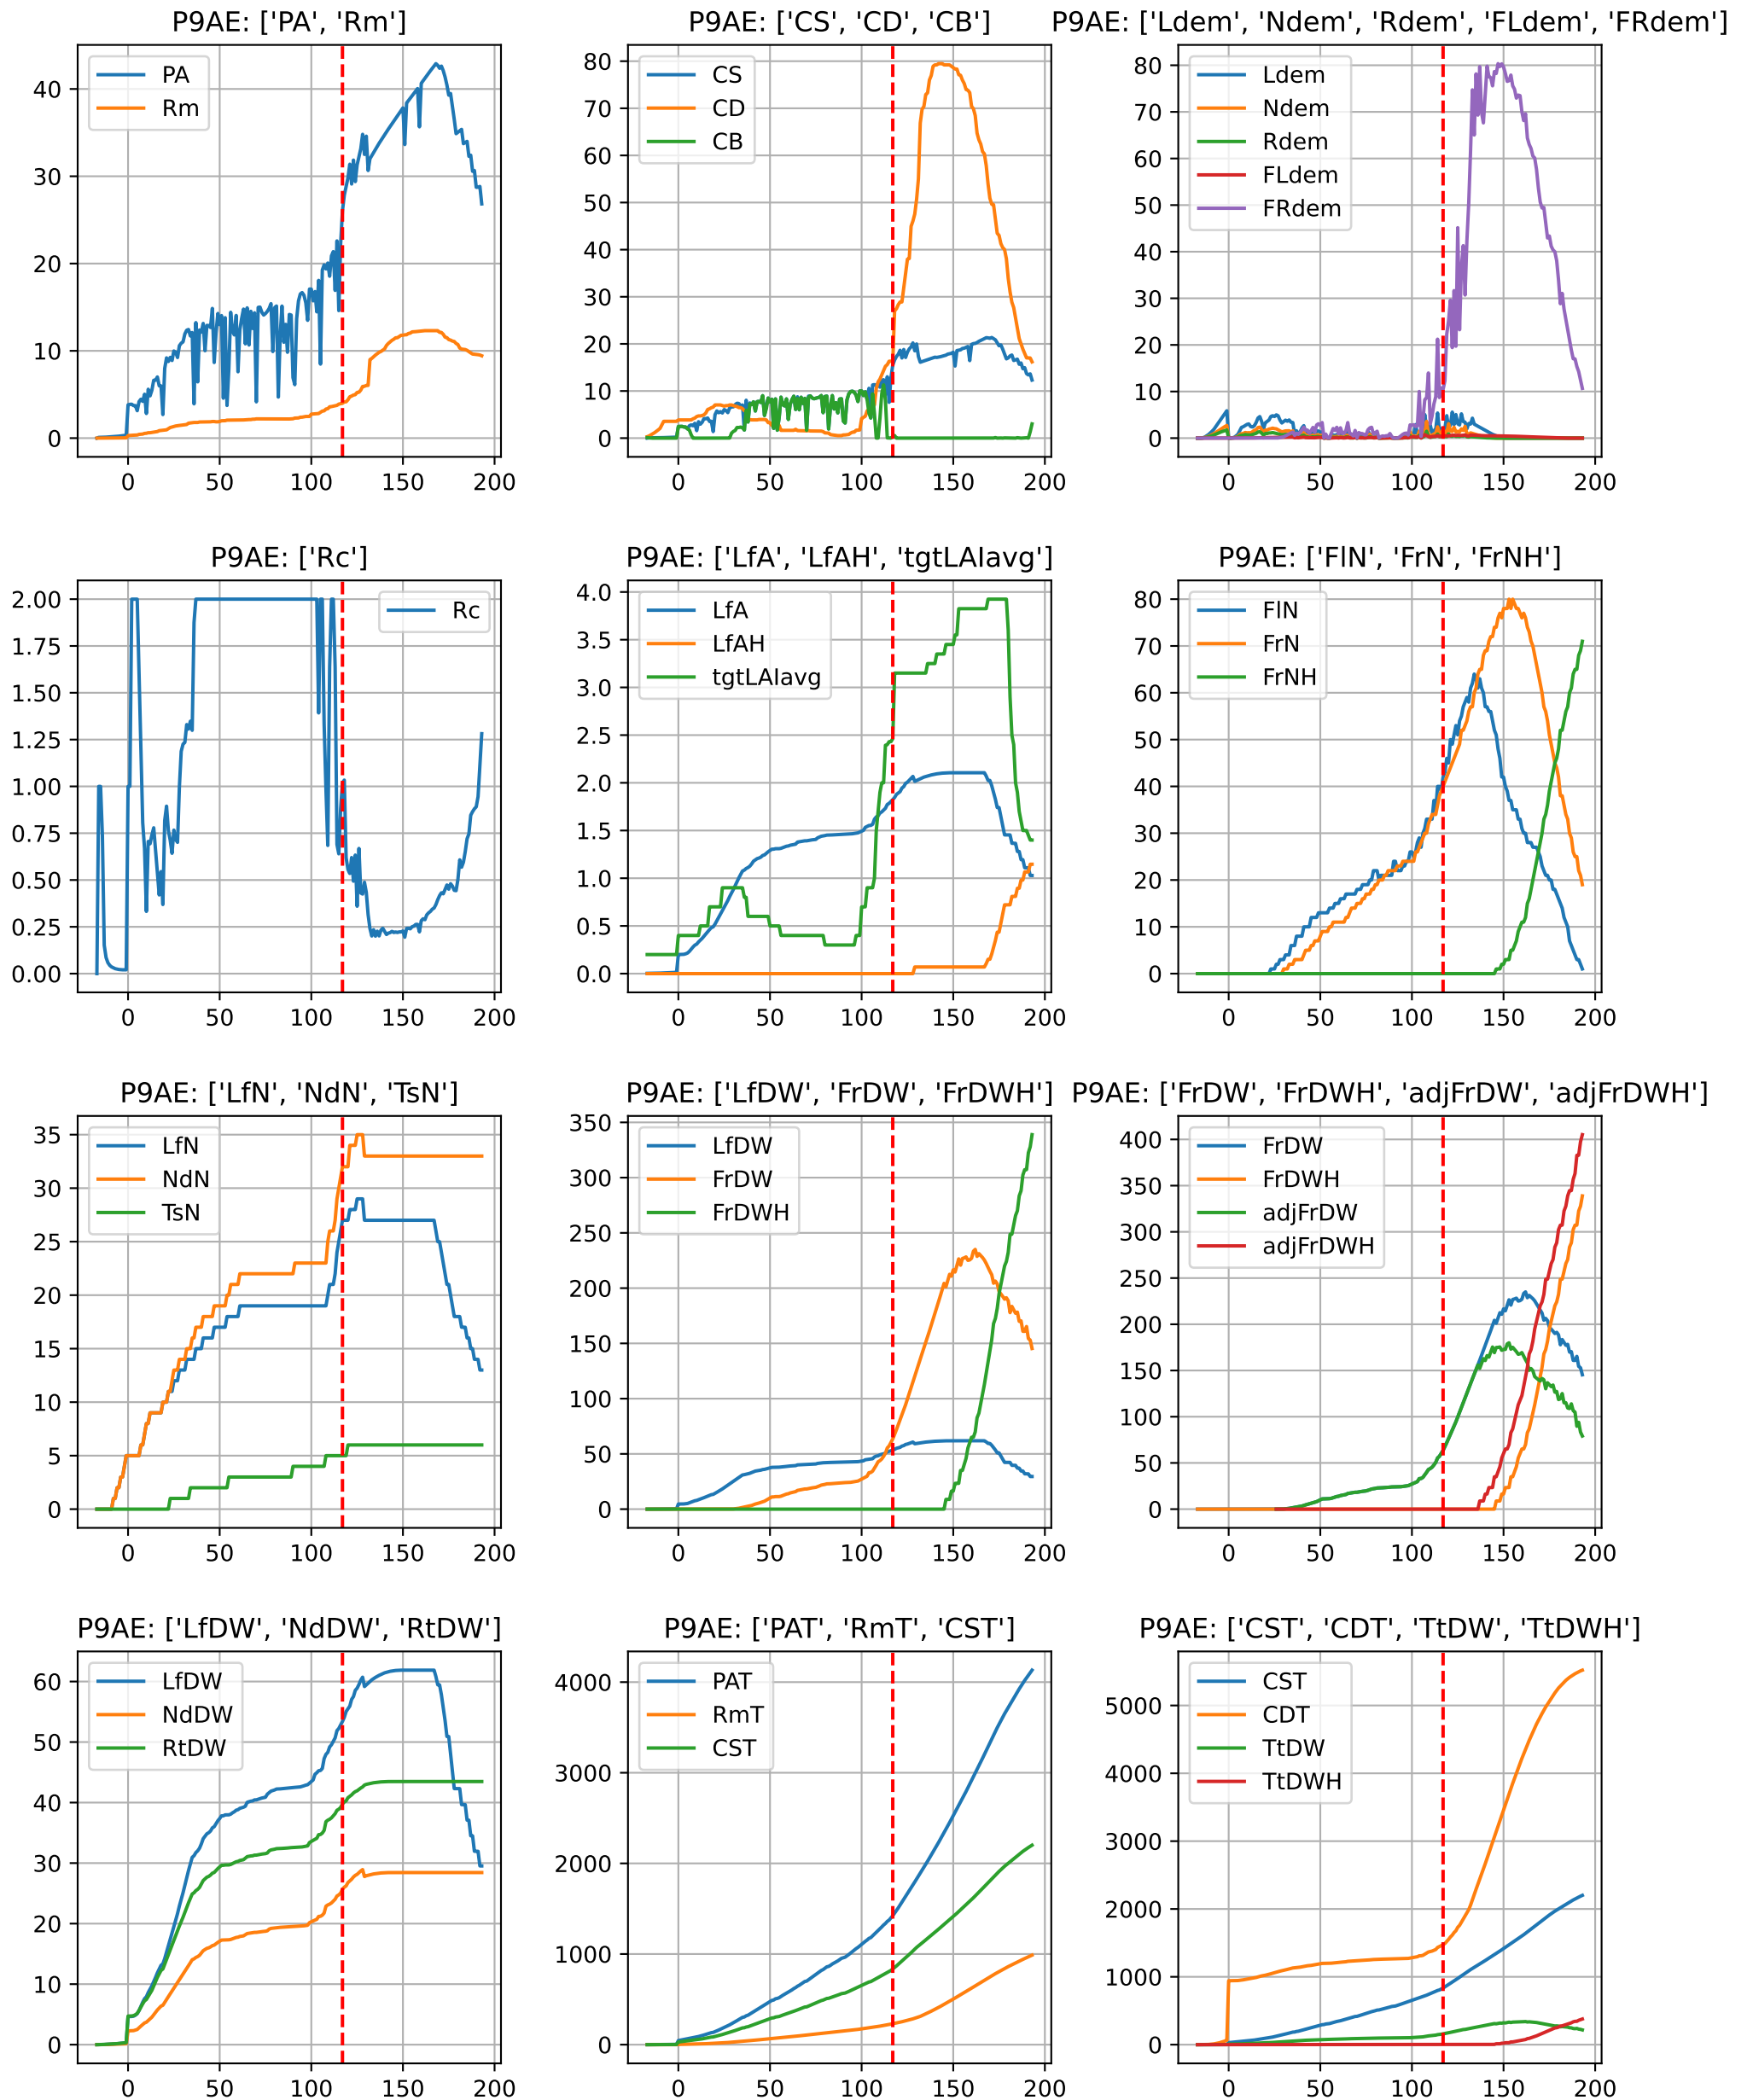 P9AE: ['PA', 'Rm']
PA
Rm
40
30
20
10
0
0 50 100 150 200
P9AE: ['CS', 'CD', 'CB']
CS
CD
CB
80
70
60
50
40
30
20
10
0
0 50 100 150 200
P9AE: ['Ldem', 'Ndem', 'Rdem', 'FLdem', 'FRdem']
Ldem
Ndem
Rdem
FLdem
FRdem
80
70
60
50
40
30
20
10
0
0 50 100 150 200
P9AE: ['Rc']
Rc
2.00
1.75
1.50
1.25
1.00
0.75
0.50
0.25
0.00
0 50 100 150 200
P9AE: ['LfA', 'LfAH', 'tgtLAIavg']
LfA
LfAH
tgtLAIavg
4.0
3.5
3.0
2.5
2.0
1.5
1.0
0.5
0.0
0 50 100 150 200
P9AE: ['FlN', 'FrN', 'FrNH']
FlN
FrN
FrNH
80
70
60
50
40
30
20
10
0
0 50 100 150 200
P9AE: ['LfN', 'NdN', 'TsN']
LfN
NdN
TsN
35
30
25
20
15
10
5
0
0 50 100 150 200
P9AE: ['LfDW', 'FrDW', 'FrDWH']
LfDW
FrDW
FrDWH
350
300
250
200
150
100
50
0
0 50 100 150 200
P9AE: ['FrDW', 'FrDWH', 'adjFrDW', 'adjFrDWH']
FrDW
FrDWH
adjFrDW
adjFrDWH
400
350
300
250
200
150
100
50
0
0 50 100 150 200
P9AE: ['LfDW', 'NdDW', 'RtDW']
LfDW
NdDW
RtDW
60
50
40
30
20
10
0
0 50 100 150 200
P9AE: ['PAT', 'RmT', 'CST']
PAT
RmT
CST
4000
3000
2000
1000
0
0 50 100 150 200
P9AE: ['CST', 'CDT', 'TtDW', 'TtDWH']
CST
CDT
TtDW
TtDWH
5000
4000
3000
2000
1000
0
0 50 100 150 200